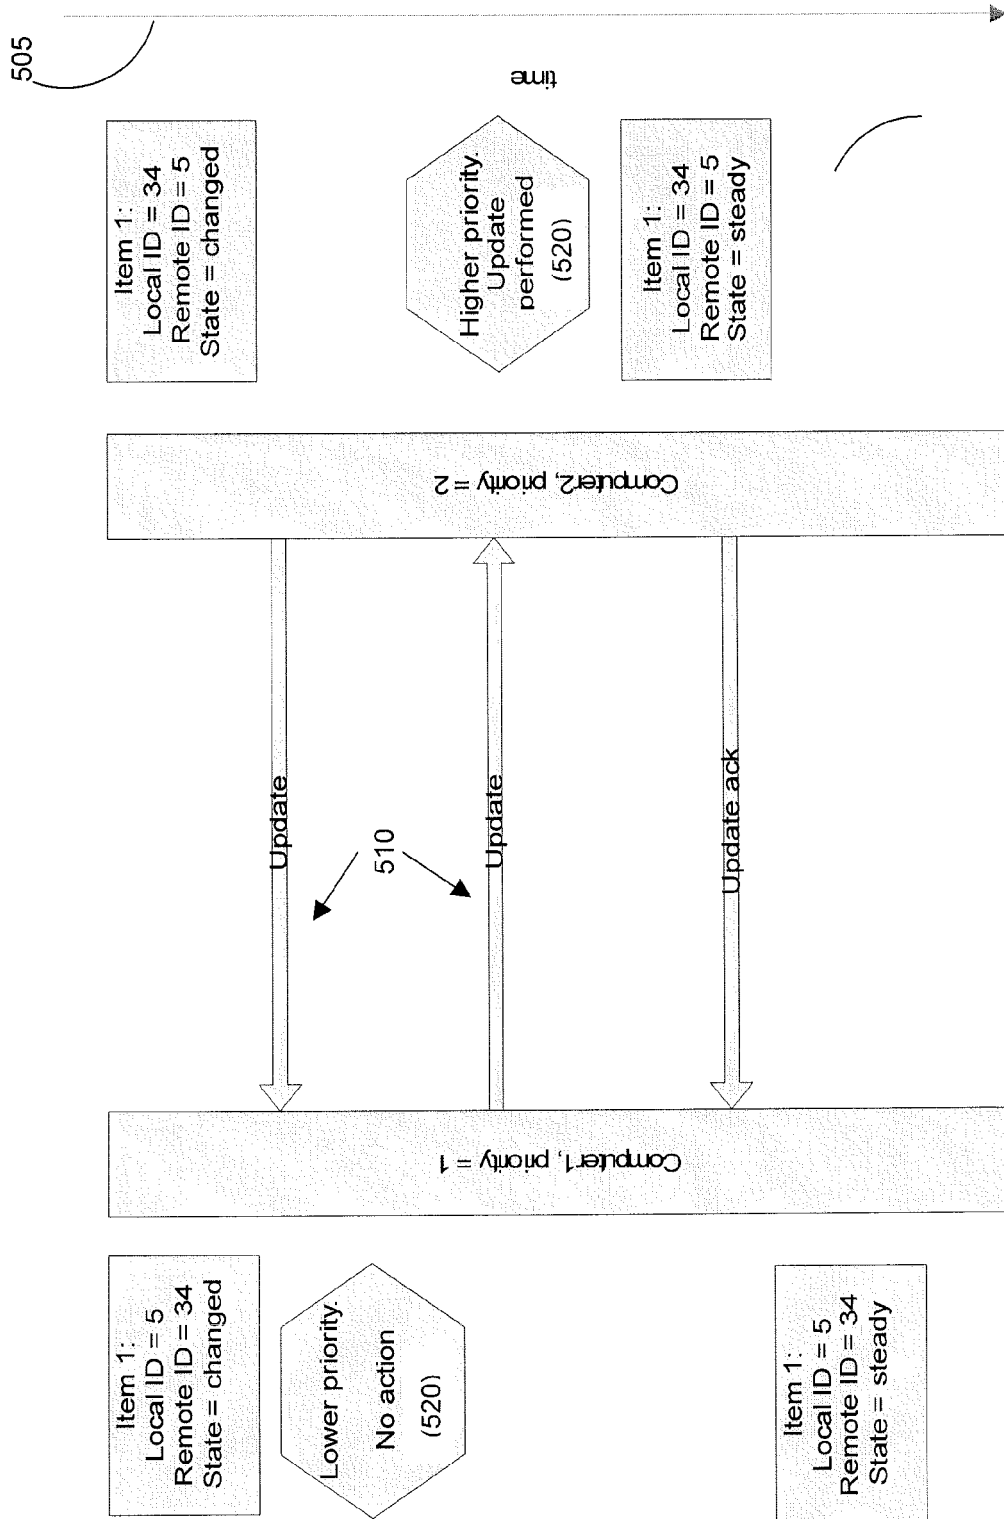 505
Item 1:
Local ID = 5
Remote ID = 34
State = changed
Item 1:
Local ID = 34
Remote ID = 5
State = changed
Update
Lower priority.
No action
(520)
510
Computer1, priority = 1
Computer2, priority = 2
time
Update
Higher priority.
Update
performed
(520)
Update ack
Item 1:
Local ID = 34
Remote ID = 5
State = steady
Item 1:
Local ID = 5
Remote ID = 34
State = steady